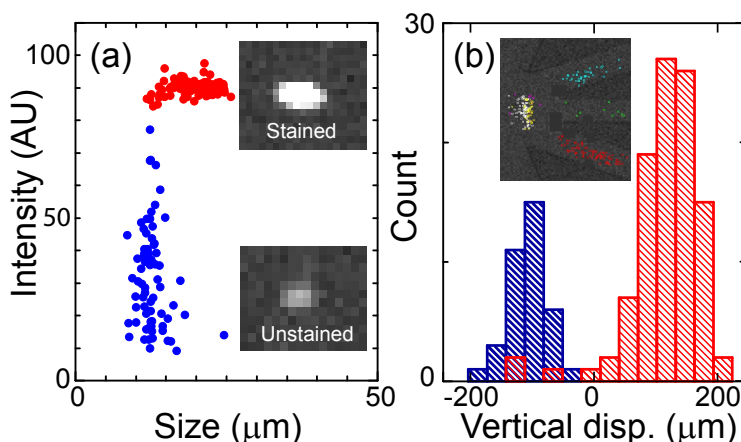 (a)
100
50
0
0
50
Intensity (AU)
Size (μm)
Stained
Unstained
(b)
30
0
-200
0
200
Count
Vertical disp. (μm)